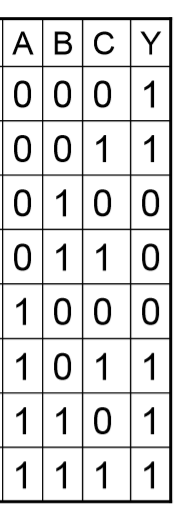 A B C Y
0 0 0 1
0 0 1 1
0 1 0 0
0 1 1 0
1 0 0 0
1 0 1 1
1 1 0 1
1 1 1 1